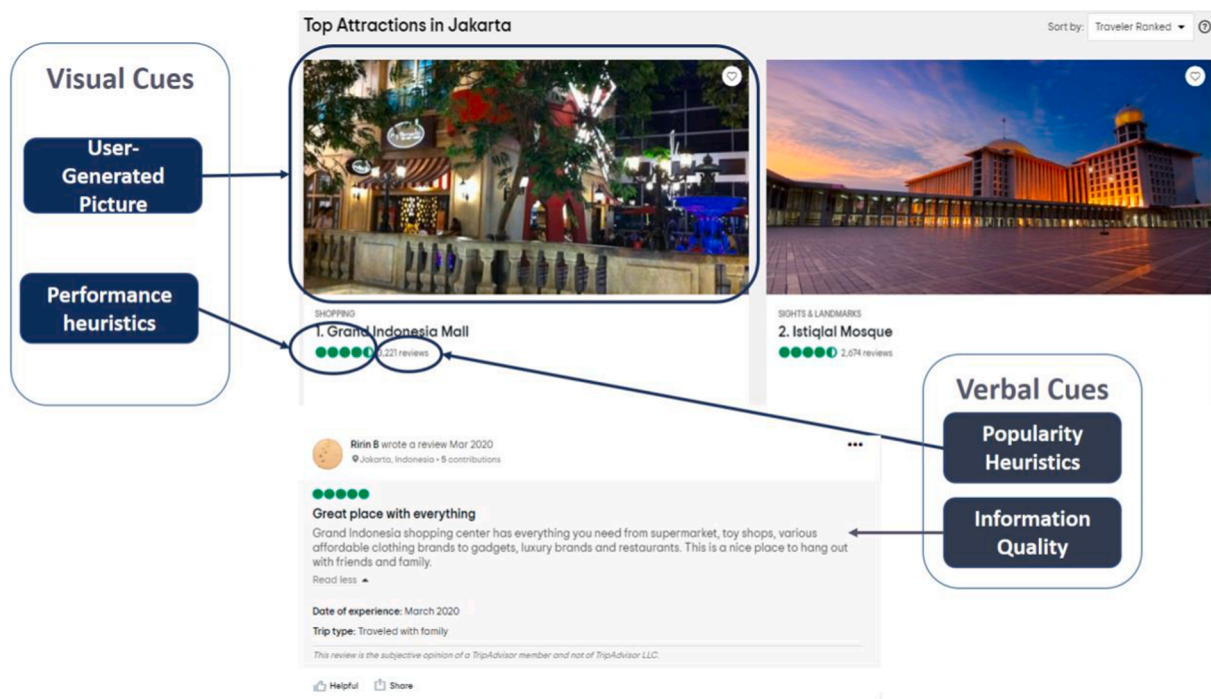 Top Attractions in Jakarta
Sort by: Traveler Ranked
Visual Cues
User-
Generated
Picture
Performance
heuristics
SHOPPING
1. Grand Indonesia Mall
3,221 reviews
SIGHTS & LANDMARKS
2. Istiqlal Mosque
2,674 reviews
Verbal Cues
Popularity
Heuristics
Information
Quality
Ririn B wrote a review Mar 2020
Jakarta, Indonesia • 5 contributions
Great place with everything
Grand Indonesia shopping center has everything you need from supermarket, toy shops, various
affordable clothing brands to gadgets, luxury brands and restaurants. This is a nice place to hang out
with friends and family.
Read less
Date of experience: March 2020
Trip type: Traveled with family
This review is the subjective opinion of a TripAdvisor member and not of TripAdvisor LLC.
Helpful Share